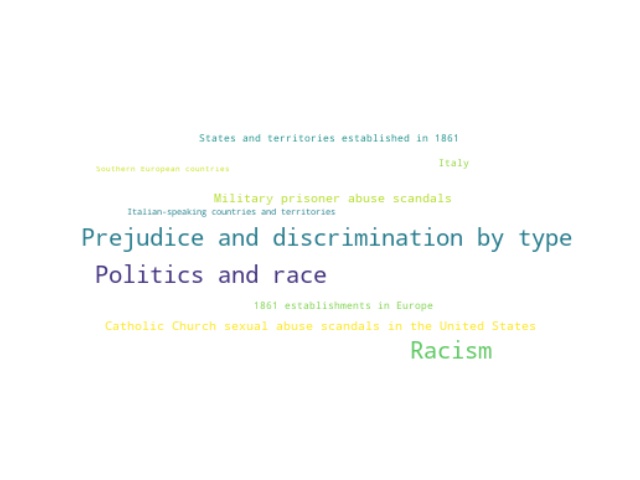 States and territories established in 1861
Italy
Southern European countries
Military prisoner abuse scandals
Italian-speaking countries and territories
Prejudice and discrimination by type
Politics and race
1861 establishments in Europe
Catholic Church sexual abuse scandals in the United States
Racism